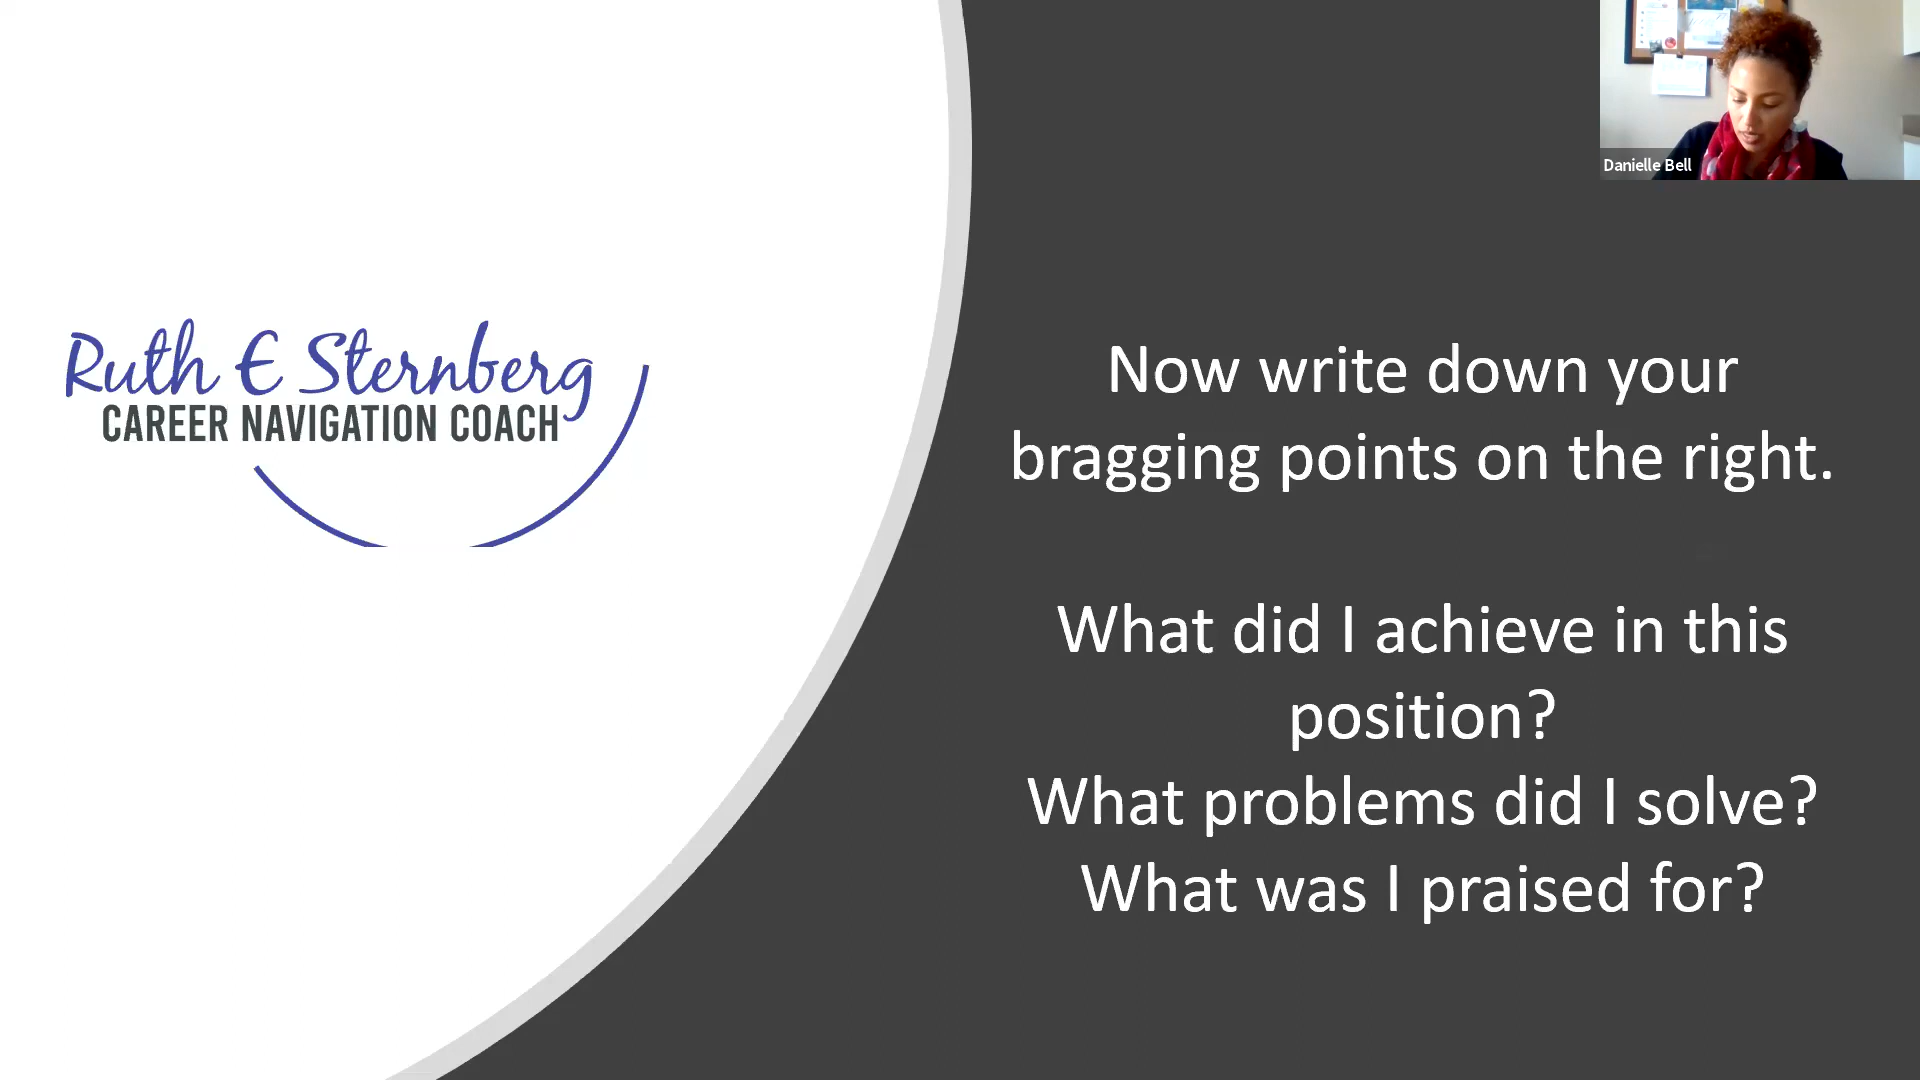 Danielle Bell
Ruth E Sternberg
CAREER NAVIGATION COACH
Now write down your
bragging points on the right.
What did I achieve in this
position?
What problems did I solve?
What was I praised for?